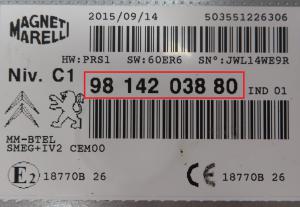 MAGNETI
MARELLI
2015/09/14 503551226306
HW:PRS1 SW:60ER6 SN°:JWL14WE9R
Niv. C1 98 142 038 80 IND 01
MM-BTEL
SMEG+IV2 CEM00
E2 18770B 26 CE 18770B 26